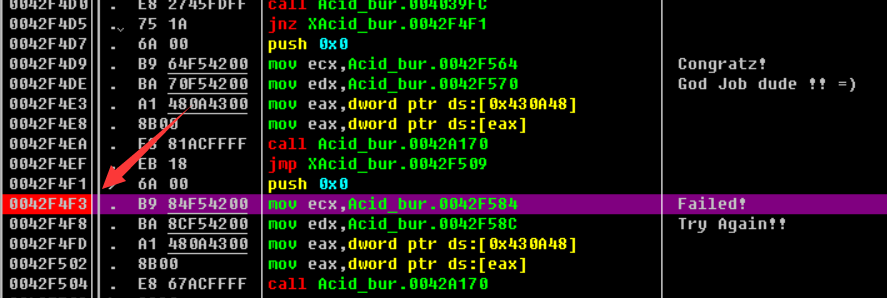 0042F4D0 . E8 2745FDFF call Acid_bur.004039FC
0042F4D5 . 75 1A jnz XAcid_bur.0042F4F1
0042F4D7 . 6A 00 push 0x0
0042F4D9 . B9 64F54200 mov ecx,Acid_bur.0042F564 Congratz!
0042F4DE . BA 70F54200 mov edx,Acid_bur.0042F570 God Job dude !! =)
0042F4E3 . A1 480A4300 mov eax,dword ptr ds:[0x430A48]
0042F4E8 . 8B00 mov eax,dword ptr ds:[eax]
0042F4EA . E8 81ACFFFF call Acid_bur.0042A170
0042F4EF . EB 18 jmp XAcid_bur.0042F509
0042F4F1 6A 00 push 0x0
0042F4F3 . B9 84F54200 mov ecx,Acid_bur.0042F584 Failed!
0042F4F8 . BA 8CF54200 mov edx,Acid_bur.0042F58C Try Again!!
0042F4FD . A1 480A4300 mov eax,dword ptr ds:[0x430A48]
0042F502 . 8B00 mov eax,dword ptr ds:[eax]
0042F504 . E8 67ACFFFF call Acid_bur.0042A170